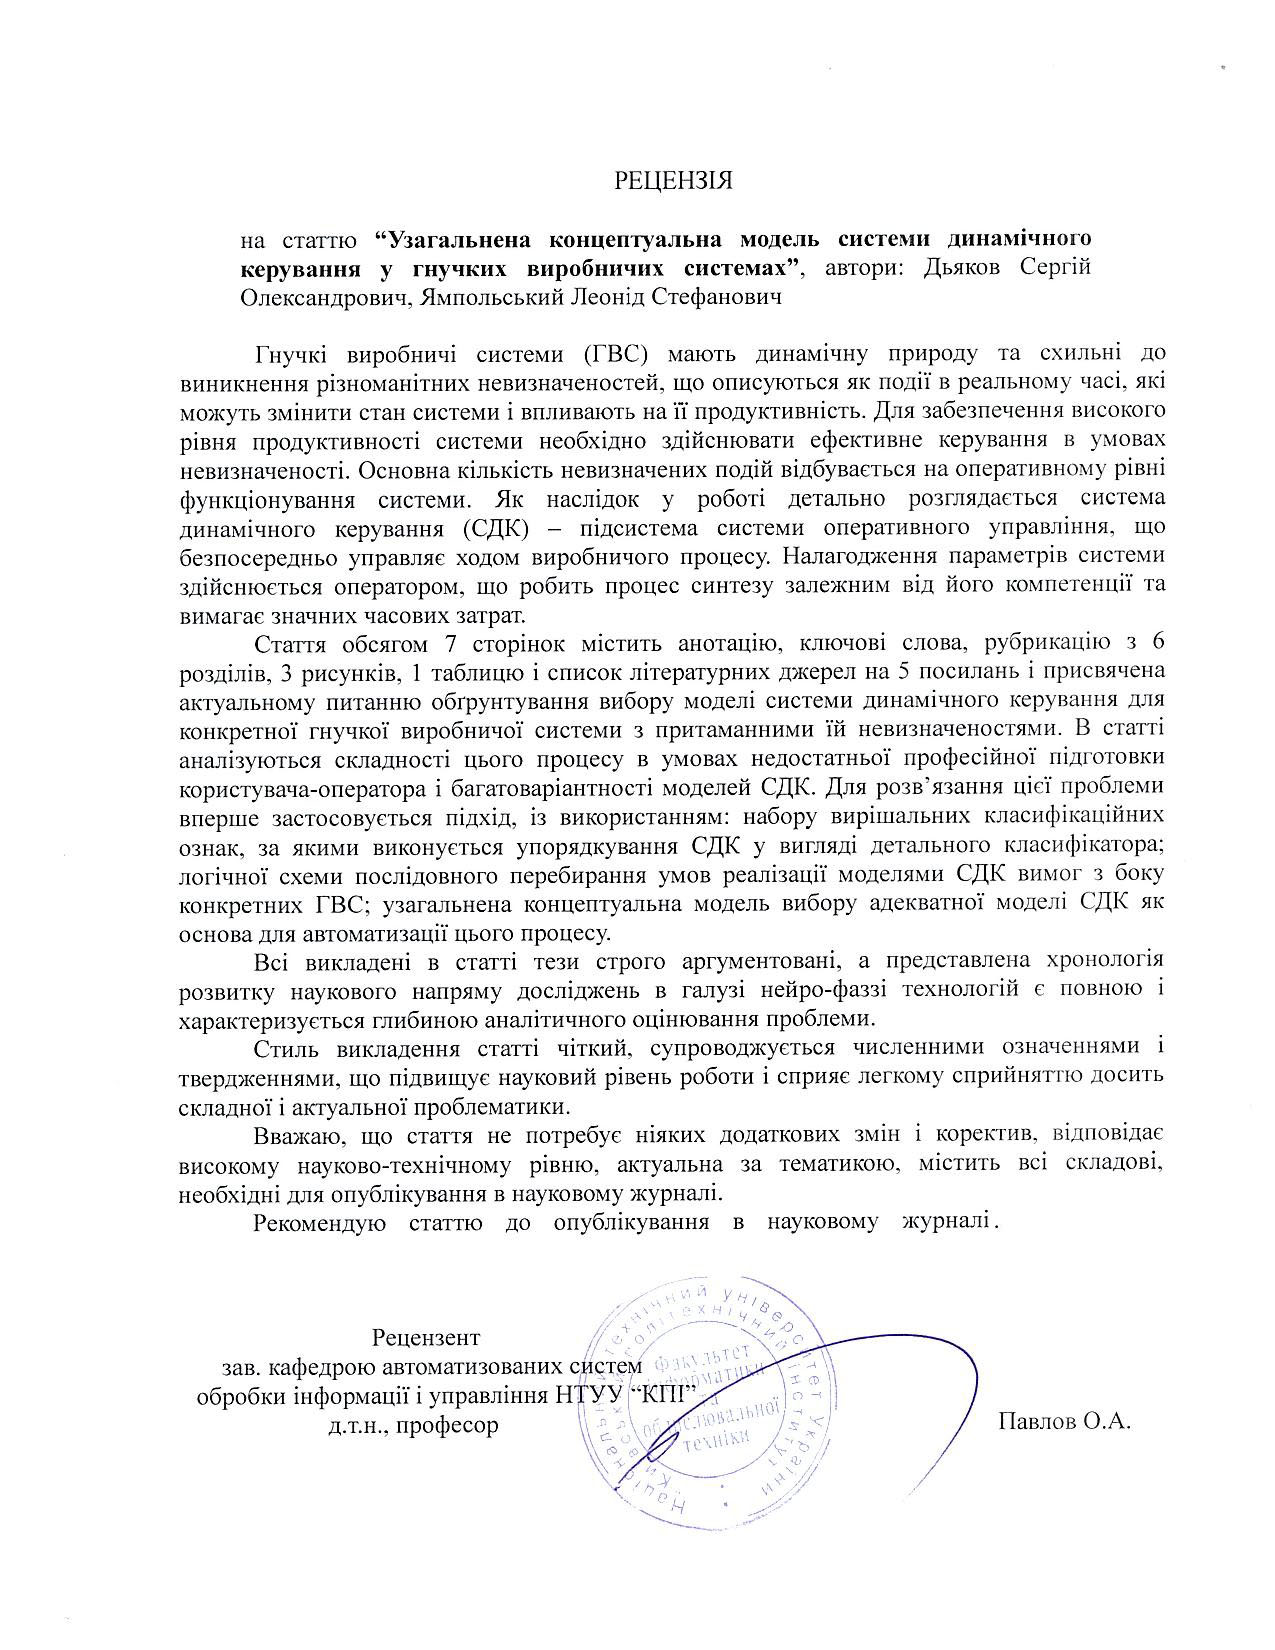 РЕЦЕНЗІЯ
на статтю “Узагальнена концептуальна модель системи динамічного
керування у гнучких виробничих системах”, автори: Дьяков Сергій
Олександрович, Ямпольський Леонід Стефанович
Гнучкі виробничі системи (ГВС) мають динамічну природу та схильні до
виникнення різноманітних невизначеностей, що описуються як події в реальному часі, які
можуть змінити стан системи і впливають на її продуктивність. Для забезпечення високого
рівня продуктивності системи необхідно здійснювати ефективне керування в умовах
невизначеності. Основна кількість невизначених подій відбувається на оперативному рівні
функціонування системи. Як наслідок у роботі детально розглядається система
динамічного керування (СДК) – підсистема системи оперативного управління, що
безпосередньо управляє ходом виробничого процесу. Налагодження параметрів системи
здійснюється оператором, що робить процес синтезу залежним від його компетенції та
вимагає значних часових затрат.
Стаття обсягом 7 сторінок містить анотацію, ключові слова, рубрикацію з 6
розділів, 3 рисунків, 1 таблицю і список літературних джерел на 5 посилань і присвячена
актуальному питанню обґрунтування вибору моделі системи динамічного керування для
конкретної гнучкої виробничої системи з притаманними їй невизначеностями. В статті
аналізуються складності цього процесу в умовах недостатньої професійної підготовки
користувача-оператора і багатоваріантності моделей СДК. Для розв’язання цієї проблеми
вперше застосовується підхід, із використанням: набору вирішальних класифікаційних
ознак, за якими виконується упорядкування СДК у вигляді детального класифікатора;
логічної схеми послідовного перебирання умов реалізації моделями СДК вимог з боку
конкретних ГВС; узагальнена концептуальна модель вибору адекватної моделі СДК як
основа для автоматизації цього процесу.
Всі викладені в статті тези строго аргументовані, а представлена хронологія
розвитку наукового напряму досліджень в галузі нейро-фаззі технологій є повною і
характеризується глибиною аналітичного оцінювання проблеми.
Стиль викладення статті чіткий, супроводжується численними означеннями і
твердженнями, що підвищує науковий рівень роботи і сприяє легкому сприйняттю досить
складної і актуальної проблематики.
Вважаю, що стаття не потребує ніяких додаткових змін і коректив, відповідає
високому науково-технічному рівню, актуальна за тематикою, містить всі складові,
необхідні для опублікування в науковому журналі.
Рекомендую статтю до опублікування в науковому журналі.
Рецензент
зав. кафедрою автоматизованих систем
обробки інформації і управління НТУУ “КПІ”
д.т.н., професор
Павлов О.А.
Національний технічний університет України
Київський політехнічний інститут
факультет
інформатики
та
обчислювальної
техніки